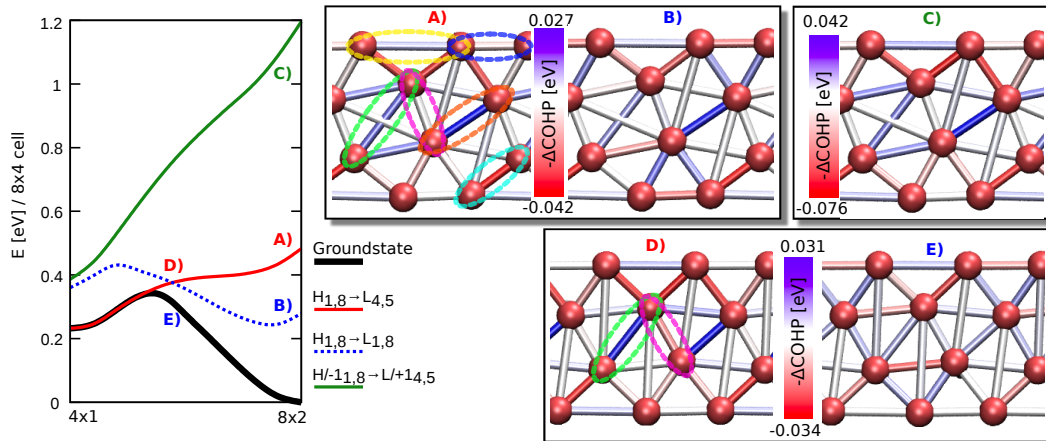 E [eV] / 8x4 cell
1.2
1
0.8
0.6
0.4
0.2
0
4x1
8x2
C)
A)
D)
B)
E)
Groundstate
H1,8→L4,5
H1,8→L1,8
H/-11,8→L/+14,5
A)
0.027
-ΔCOHP [eV]
-0.042
B)
0.042
-ΔCOHP [eV]
-0.076
C)
D)
0.031
-ΔCOHP [eV]
-0.034
E)